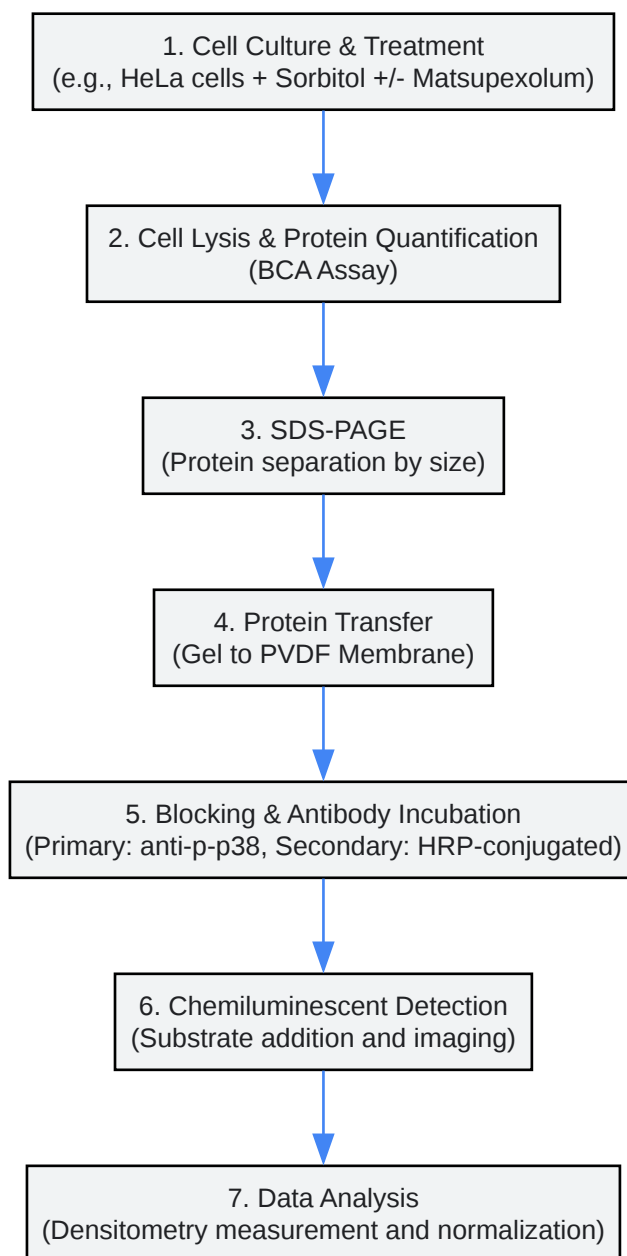 1. Cell Culture & Treatment
(e.g., HeLa cells + Sorbitol +/- Matsupexolum)
2. Cell Lysis & Protein Quantification
(BCA Assay)
3. SDS-PAGE
(Protein separation by size)
4. Protein Transfer
(Gel to PVDF Membrane)
5. Blocking & Antibody Incubation
(Primary: anti-p-p38, Secondary: HRP-conjugated)
6. Chemiluminescent Detection
(Substrate addition and imaging)
7. Data Analysis
(Densitometry measurement and normalization)